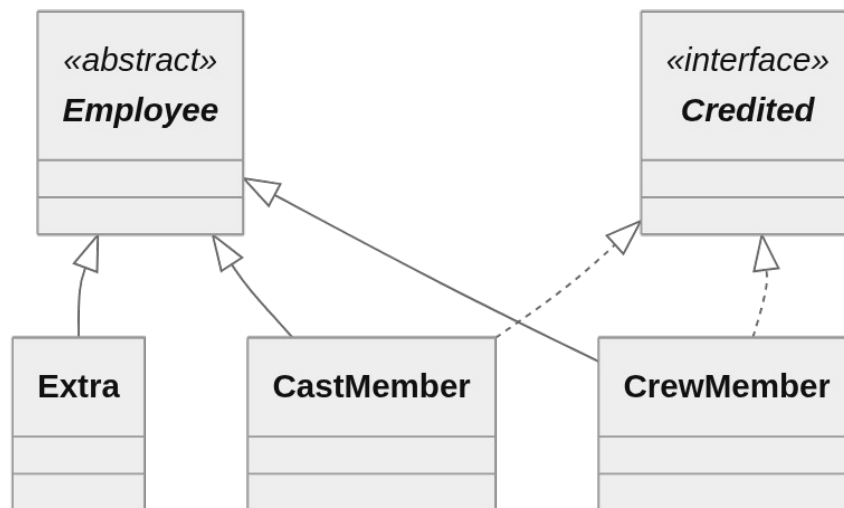 «abstract»
Employee
«interface»
Credited
Extra
CastMember
CrewMember